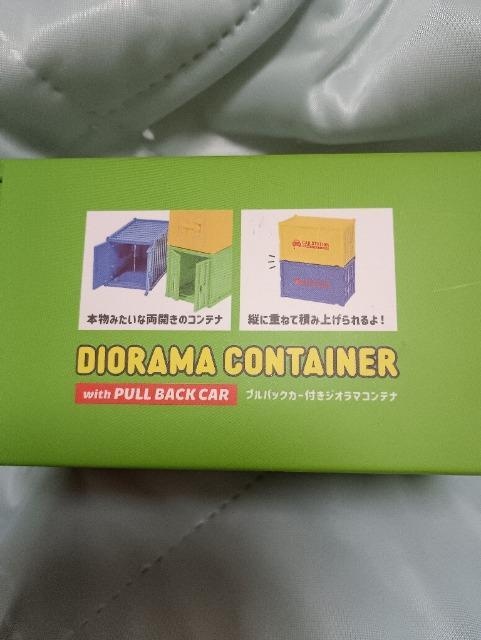 CAR STATION
本物みたいな両開きのコンテナ
縦に重ねて積み上げられるよ!
DIORAMA CONTAINER
with PULL BACK CAR
プルバックカー付きジオラマコンテナ